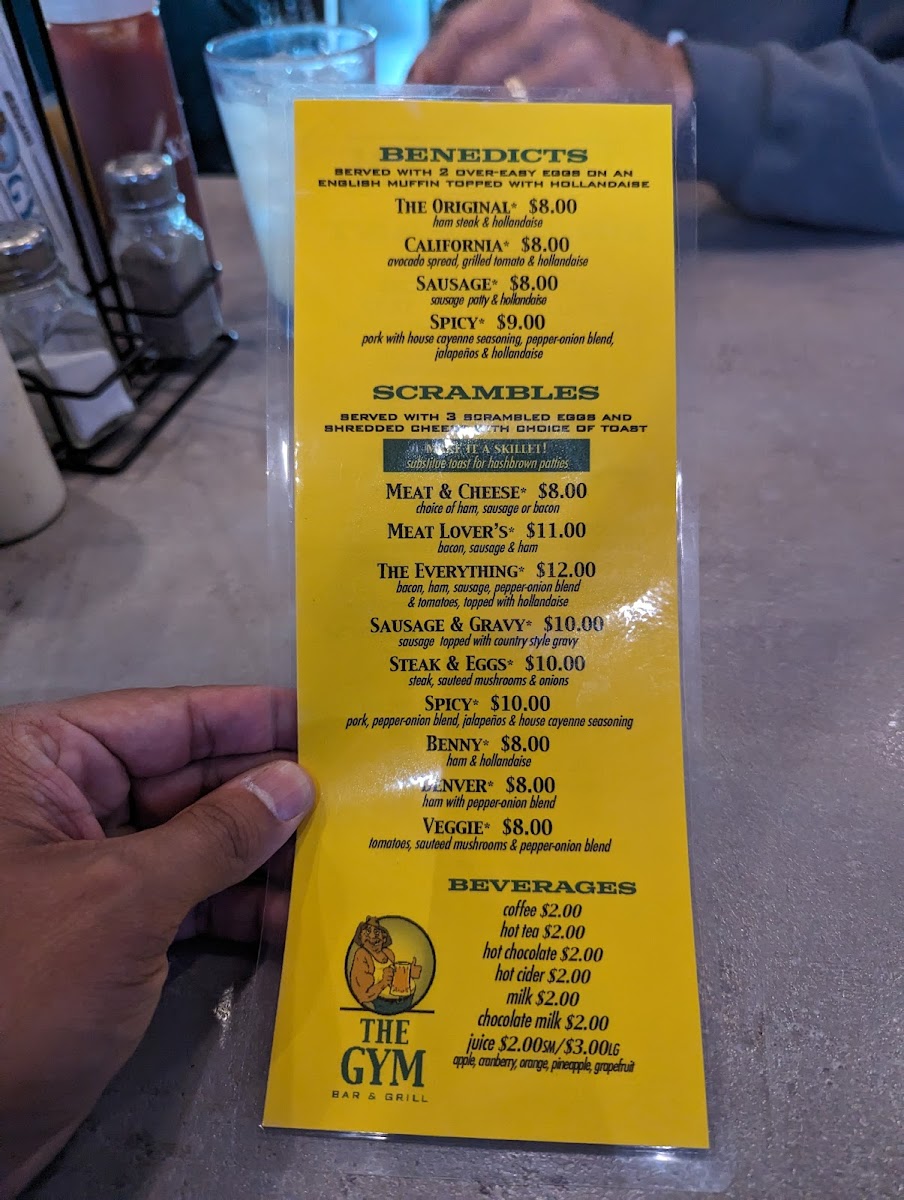 BENEDICTS
SERVED WITH 2 OVER-EASY EGGS ON AN
ENGLISH MUFFIN TOPPED WITH HOLLANDAISE
THE ORIGINAL* $8.00
ham steak & hollandaise
CALIFORNIA* $8.00
avocado spread, grilled tomato & hollandaise
SAUSAGE* $8.00
sausage patty & hollandaise
SPICY* $9.00
pork with house cayenne seasoning, pepper-onion blend,
jalapeños & hollandaise
SCRAMBLES
SERVED WITH 3 SCRAMBLED EGGS AND
SHREDDED CHEESE WITH CHOICE OF TOAST
MAKE IT A SKILLET!
substitue toast for hashbrown patties
MEAT & CHEESE* $8.00
choice of ham, sausage or bacon
MEAT LOVER'S* $11.00
bacon, sausage & ham
THE EVERYTHING* $12.00
bacon, ham, sausage, pepper-onion blend
& tomatoes, topped with hollandaise
SAUSAGE & GRAVY* $10.00
sausage topped with country style gravy
STEAK & EGGS* $10.00
steak, sauteed mushrooms & onions
SPICY* $10.00
pork, pepper-onion blend, jalapeños & house cayenne seasoning
BENNY* $8.00
ham & hollandaise
DENVER* $8.00
ham with pepper-onion blend
VEGGIE* $8.00
tomatoes, sauteed mushrooms & pepper-onion blend
BEVERAGES
coffee $2.00
hot tea $2.00
hot chocolate $2.00
hot cider $2.00
milk $2.00
chocolate milk $2.00
juice $2.00SM/$3.00LG
apple, cranberry, orange, pineapple, grapefruit
THE
GYM
BAR & GRILL